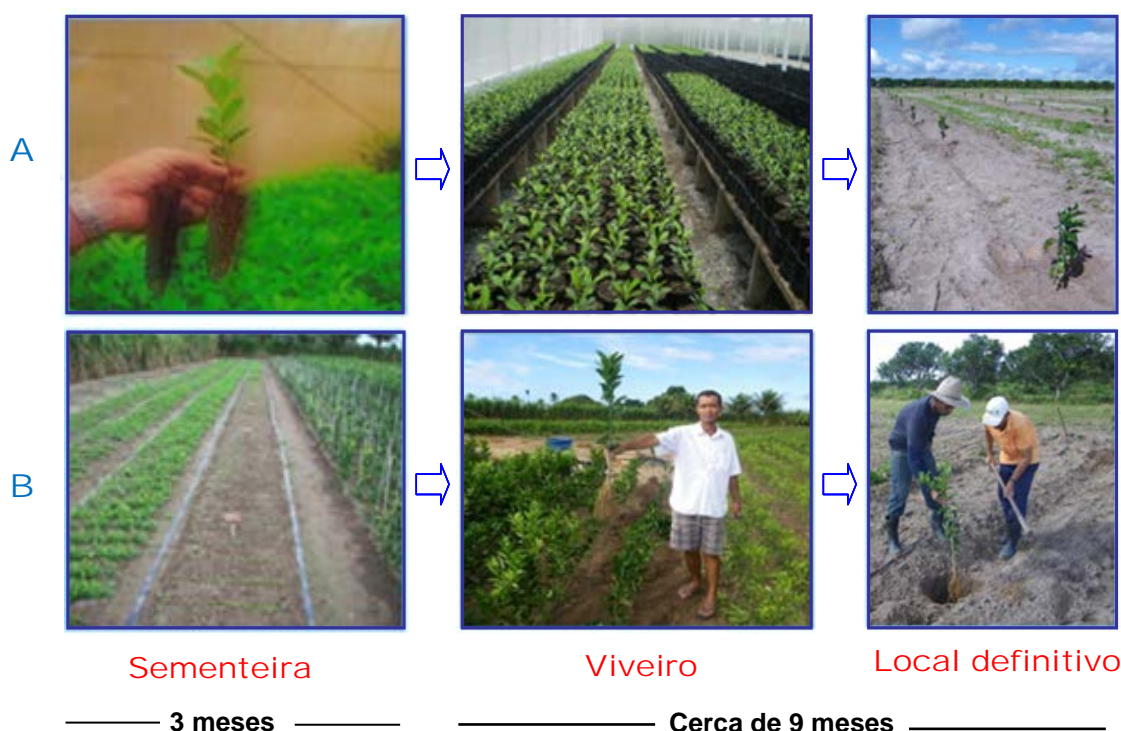 A
B
Sementeira
Viveiro
Local definitivo
3 meses
Cerca de 9 meses